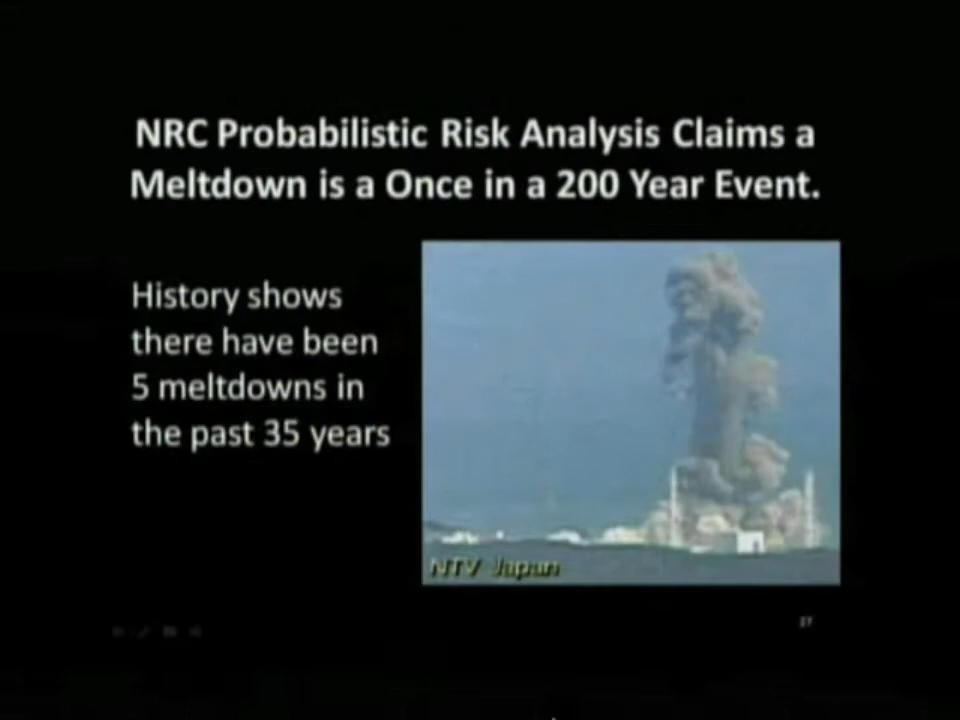 NRC Probabilistic Risk Analysis Claims a
Meltdown is a Once in a 200 Year Event.
History shows
there have been
5 meltdowns in
the past 35 years
NTV Japan